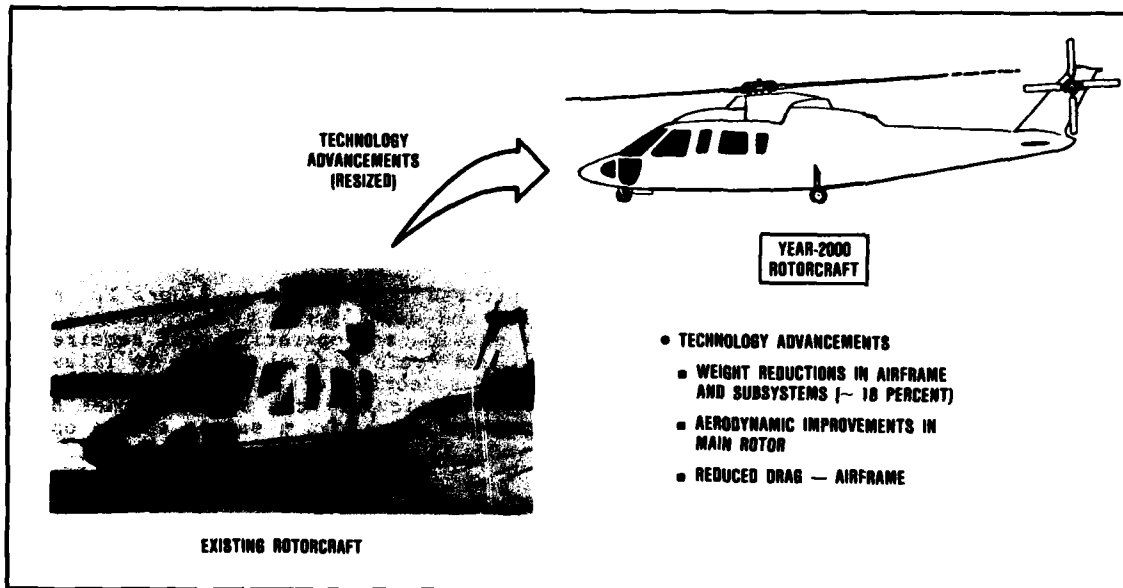 TECHNOLOGY
ADVANCEMENTS
(RESIZED)
YEAR-2000
ROTORCRAFT
• TECHNOLOGY ADVANCEMENTS
■ WEIGHT REDUCTIONS IN AIRFRAME
AND SUBSYSTEMS (~ 18 PERCENT)
■ AERODYNAMIC IMPROVEMENTS IN
MAIN ROTOR
■ REDUCED DRAG — AIRFRAME
EXISTING ROTORCRAFT